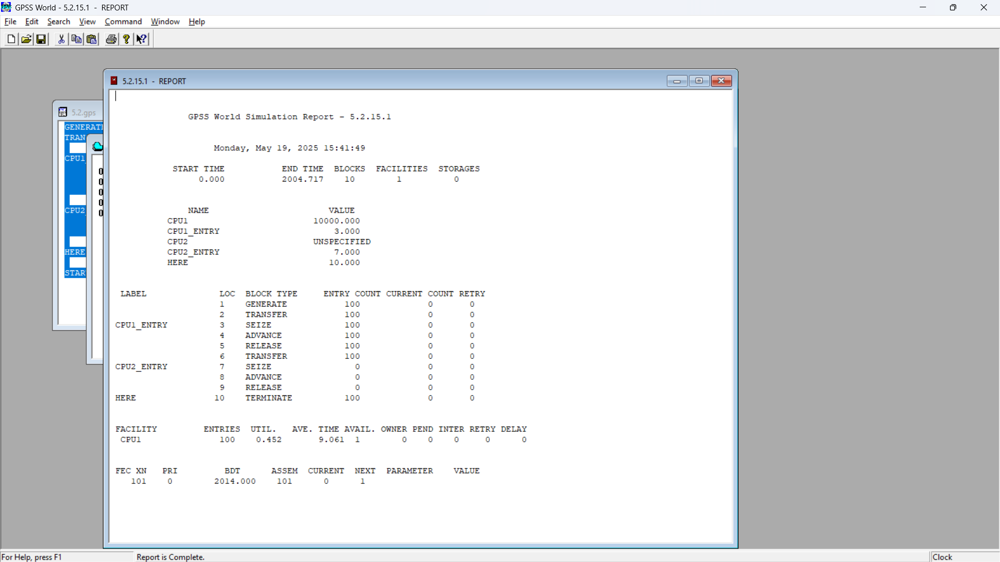 GPSS World - 5.2.15.1 - REPORT
File Edit Search View Command Window Help
5.2.15.1 - REPORT
5.2.gps
GENERATE
TRAN
CPU1_
CPU2_
HERE
STAR
0
0
0
0
0
GPSS World Simulation Report - 5.2.15.1
Monday, May 19, 2025 15:41:49
START TIME END TIME BLOCKS FACILITIES STORAGES
0.000 2004.717 10 1 0
NAME VALUE
CPU1 10000.000
CPU1_ENTRY 3.000
CPU2 UNSPECIFIED
CPU2_ENTRY 7.000
HERE 10.000
LABEL LOC BLOCK TYPE ENTRY COUNT CURRENT COUNT RETRY
1 GENERATE 100 0 0
2 TRANSFER 100 0 0
CPU1_ENTRY 3 SEIZE 100 0 0
4 ADVANCE 100 0 0
5 RELEASE 100 0 0
6 TRANSFER 100 0 0
CPU2_ENTRY 7 SEIZE 0 0 0
8 ADVANCE 0 0 0
9 RELEASE 0 0 0
HERE 10 TERMINATE 100 0 0
FACILITY ENTRIES UTIL. AVE. TIME AVAIL. OWNER PEND INTER RETRY DELAY
CPU1 100 0.452 9.061 1 0 0 0 0 0
FEC XN PRI BDT ASSEM CURRENT NEXT PARAMETER VALUE
101 0 2014.000 101 0 1
For Help, press F1 Report is Complete. Clock